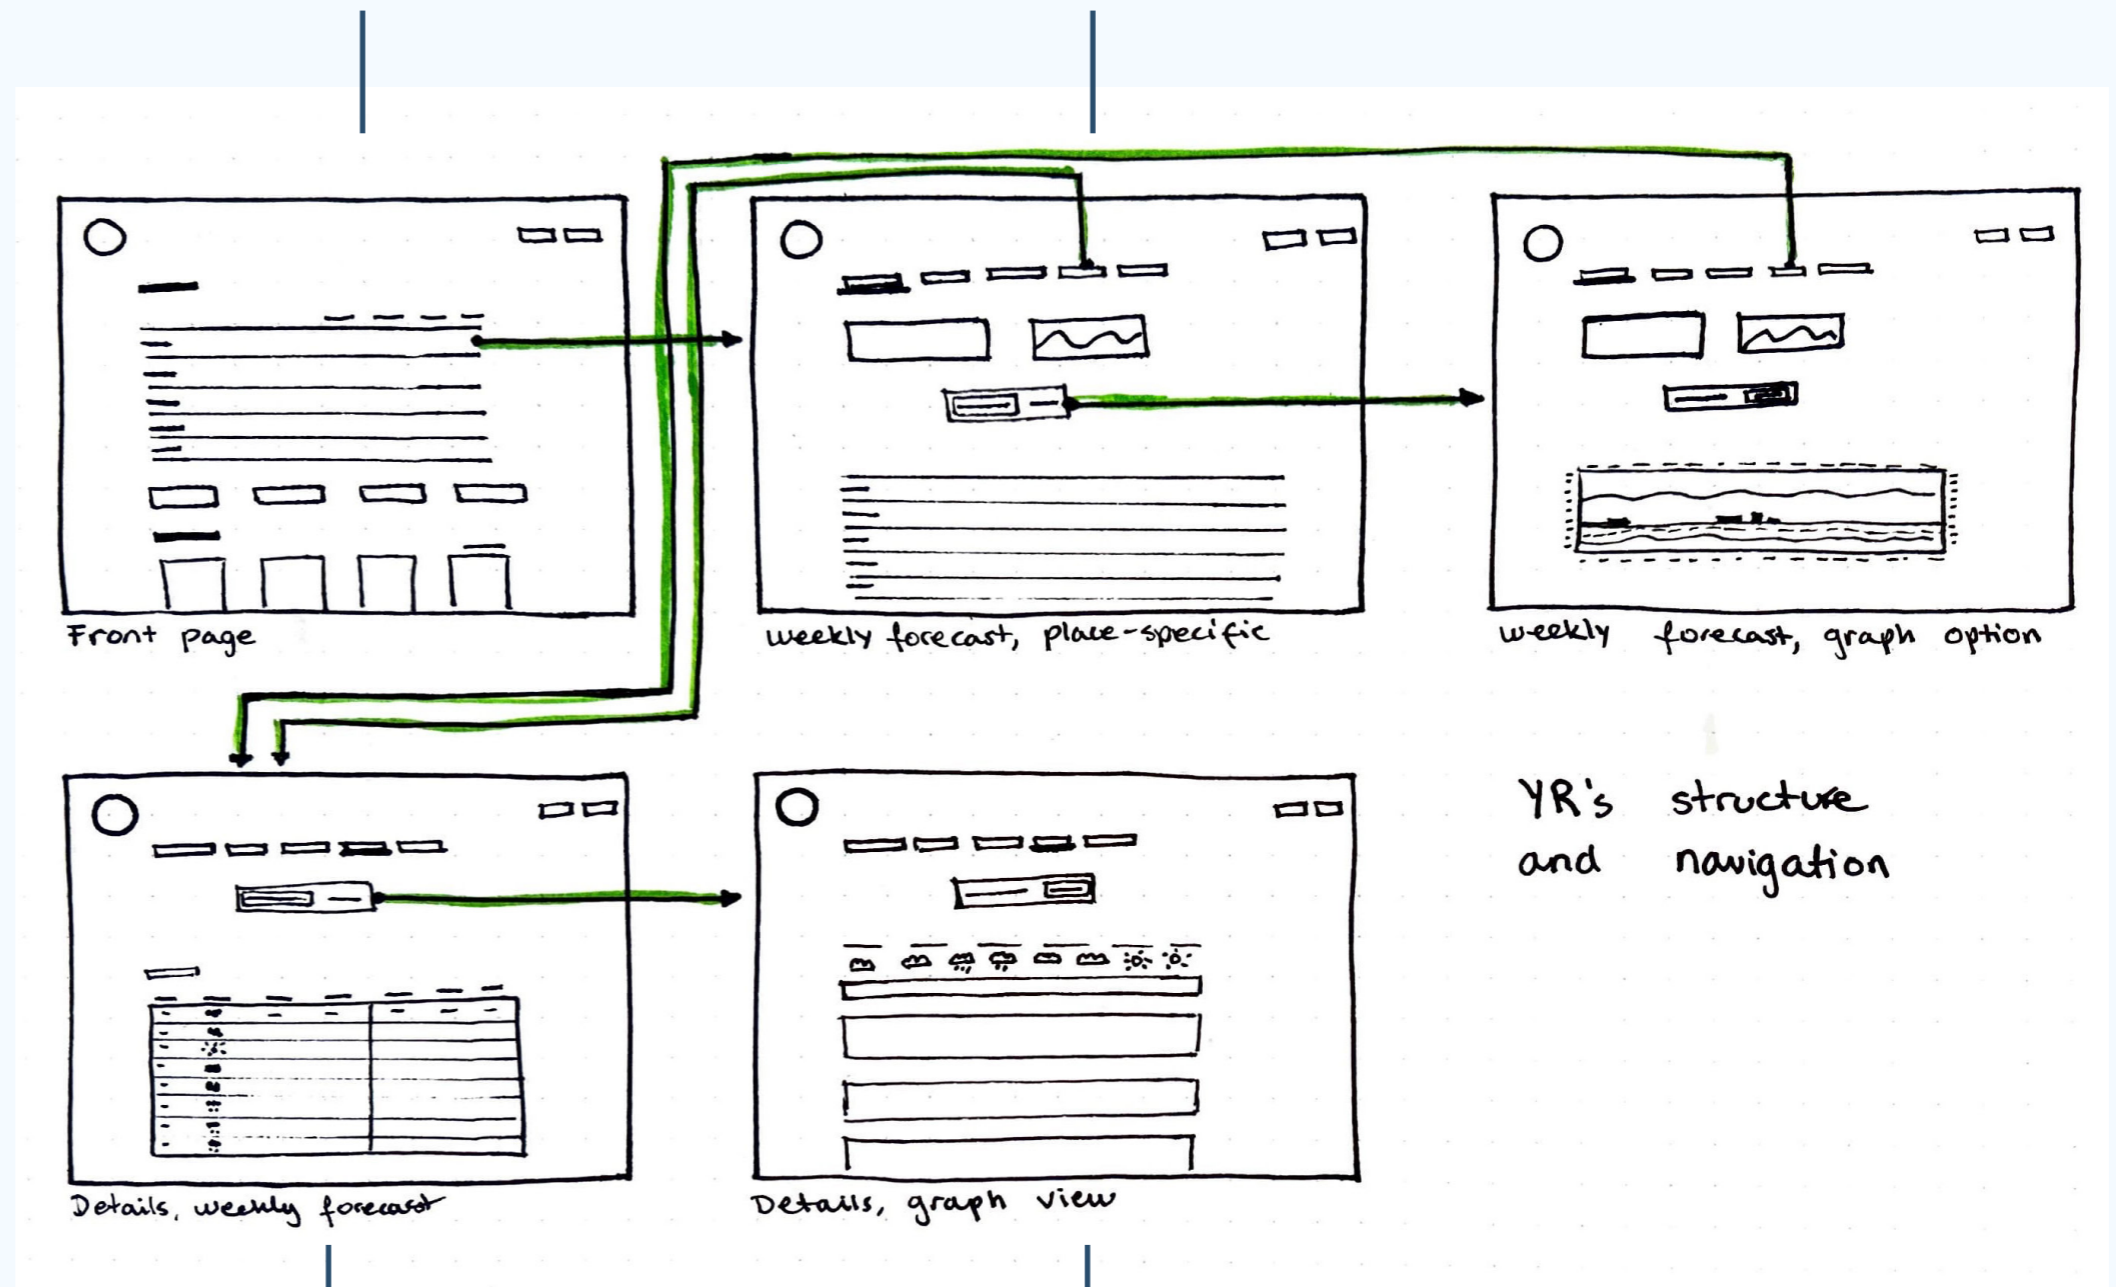 Front page
weekly forecast, place-specific
weekly forecast, graph option
YR's structure
and navigation
Details, weekly forecast
Details, graph view